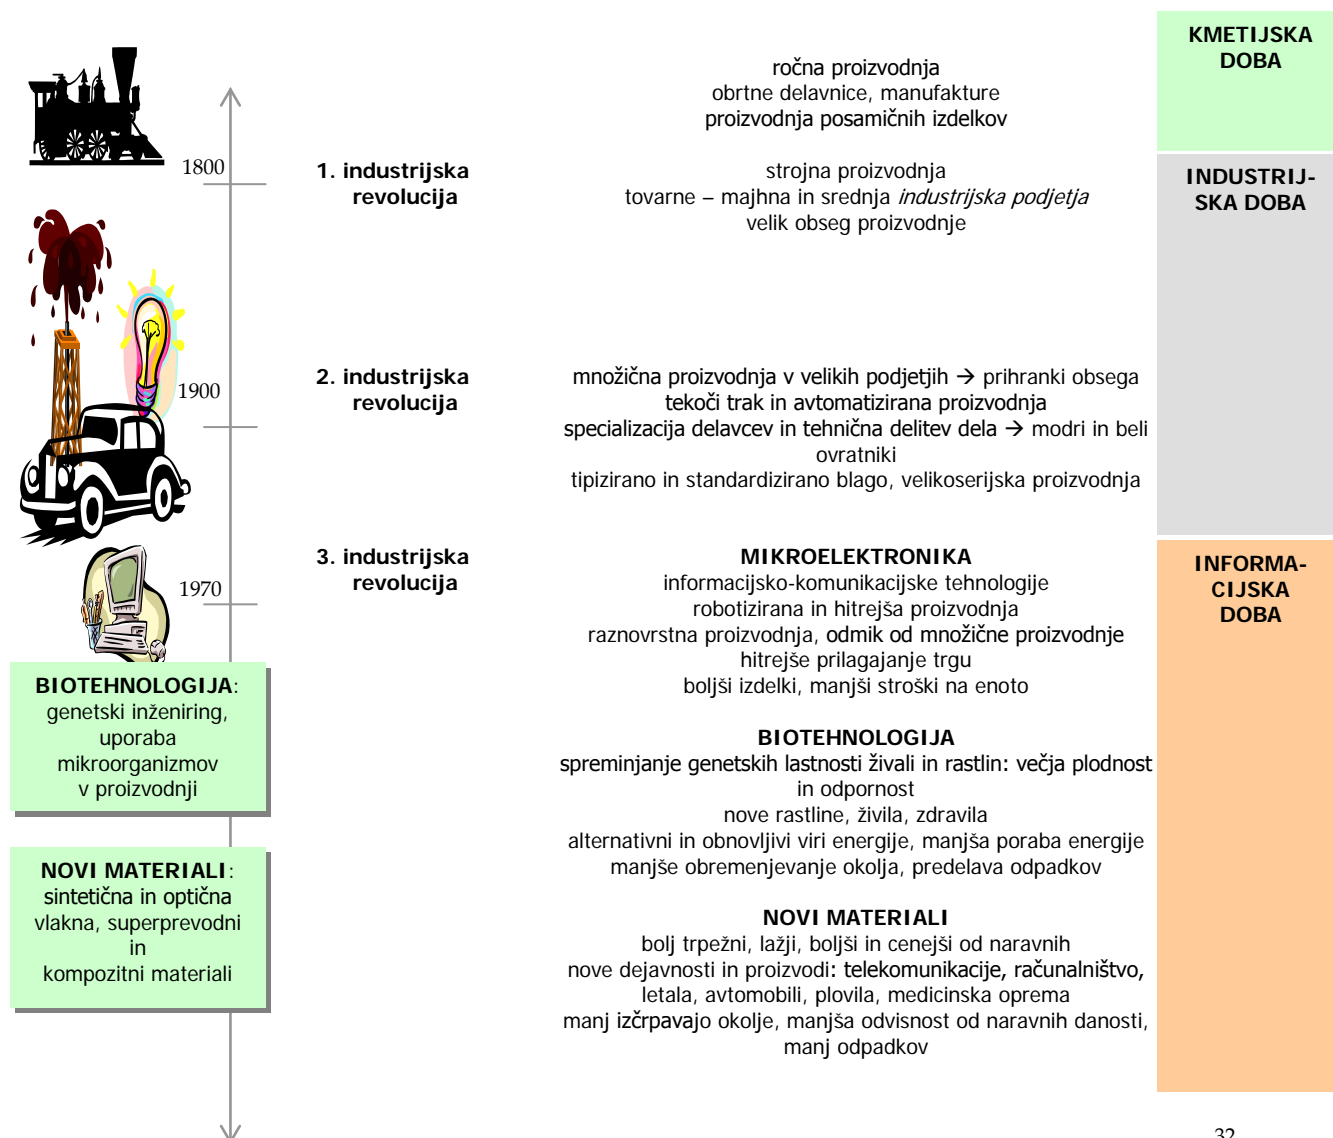 KMETIJSKA
DOBA
ročna proizvodnja
obrtne delavnice, manufakture
proizvodnja posamičnih izdelkov
1800
1. industrijska
revolucija
strojna proizvodnja
tovarne – majhna in srednja industrijska podjetja
velik obseg proizvodnje
INDUSTRIJ-
SKA DOBA
1900
2. industrijska
revolucija
množična proizvodnja v velikih podjetjih → prihranki obsega
tekoči trak in avtomatizirana proizvodnja
specializacija delavcev in tehnična delitev dela → modri in beli
ovratniki
tipizirano in standardizirano blago, velikoserijska proizvodnja
1970
3. industrijska
revolucija
MIKROELEKTRONIKA
informacijsko-komunikacijske tehnologije
robotizirana in hitrejša proizvodnja
raznovrstna proizvodnja, odmik od množične proizvodnje
hitrejše prilagajanje trgu
boljši izdelki, manjši stroški na enoto
INFORMA-
CIJSKA
DOBA
BIOTEHNOLOGIJA:
genetski inženiring,
uporaba
mikroorganizmov
v proizvodnji
BIOTEHNOLOGIJA
spreminjanje genetskih lastnosti živali in rastlin: večja plodnost
in odpornost
nove rastline, živila, zdravila
alternativni in obnovljivi viri energije, manjša poraba energije
manjše obremenjevanje okolja, predelava odpadkov
NOVI MATERIALI:
sintetična in optična
vlakna, superprevodni
in
kompozitni materiali
NOVI MATERIALI
bolj trpežni, lažji, boljši in cenejši od naravnih
nove dejavnosti in proizvodi: telekomunikacije, računalništvo,
letala, avtomobili, plovila, medicinska oprema
manj izčrpavajo okolje, manjša odvisnost od naravnih danosti,
manj odpadkov
32